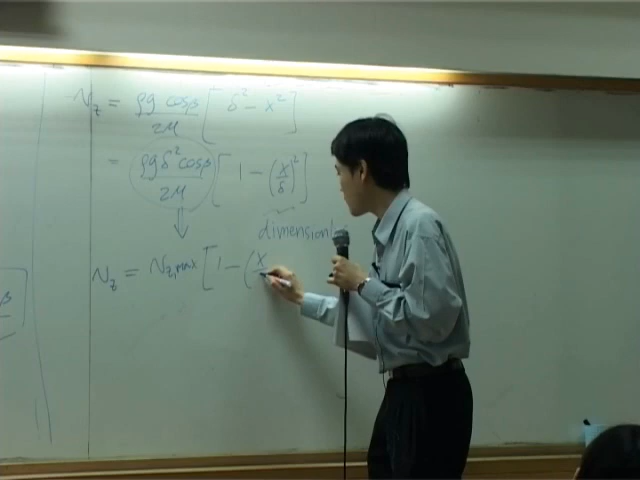 v_z = ρg cosβ / 2μ [ δ² - x² ]
= ρgδ² cosβ / 2μ [ 1 - (x/δ)² ]
dimensionl
v_z = v_z,max [ 1 - (x
β